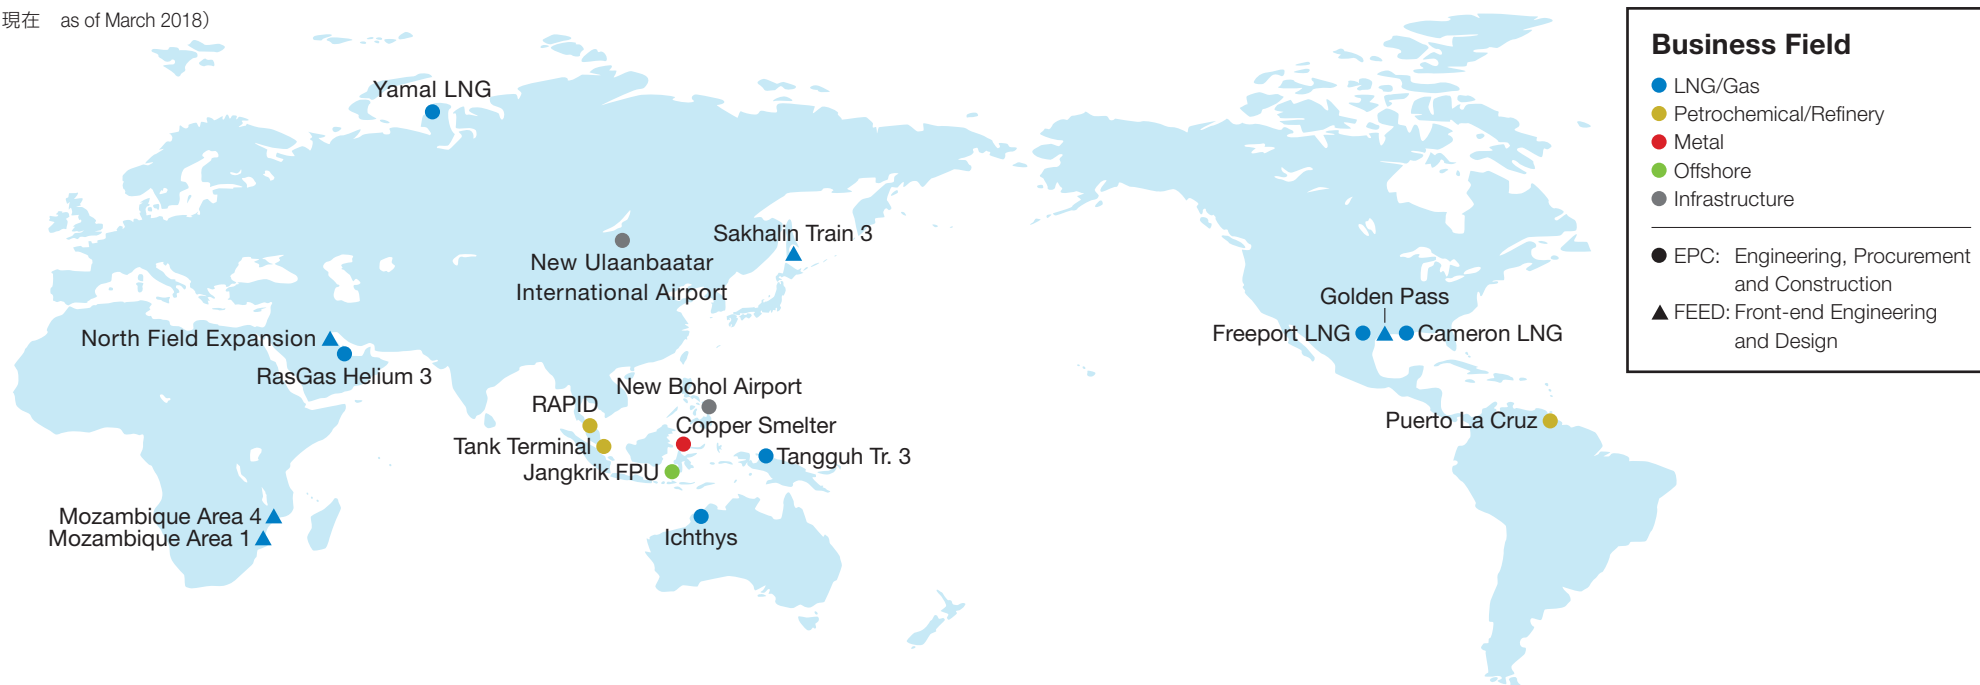 現在 as of March 2018）
Yamal LNG
New Ulaanbaatar
International Airport
Sakhalin Train 3
North Field Expansion
RasGas Helium 3
New Bohol Airport
RAPID
Copper Smelter
Tank Terminal
Tangguh Tr. 3
Jangkrik FPU
Mozambique Area 4
Mozambique Area 1
Ichthys
Golden Pass
Freeport LNG
Cameron LNG
Puerto La Cruz
Business Field
LNG/Gas
Petrochemical/Refinery
Metal
Offshore
Infrastructure
EPC: Engineering, Procurement
and Construction
FEED: Front-end Engineering
and Design